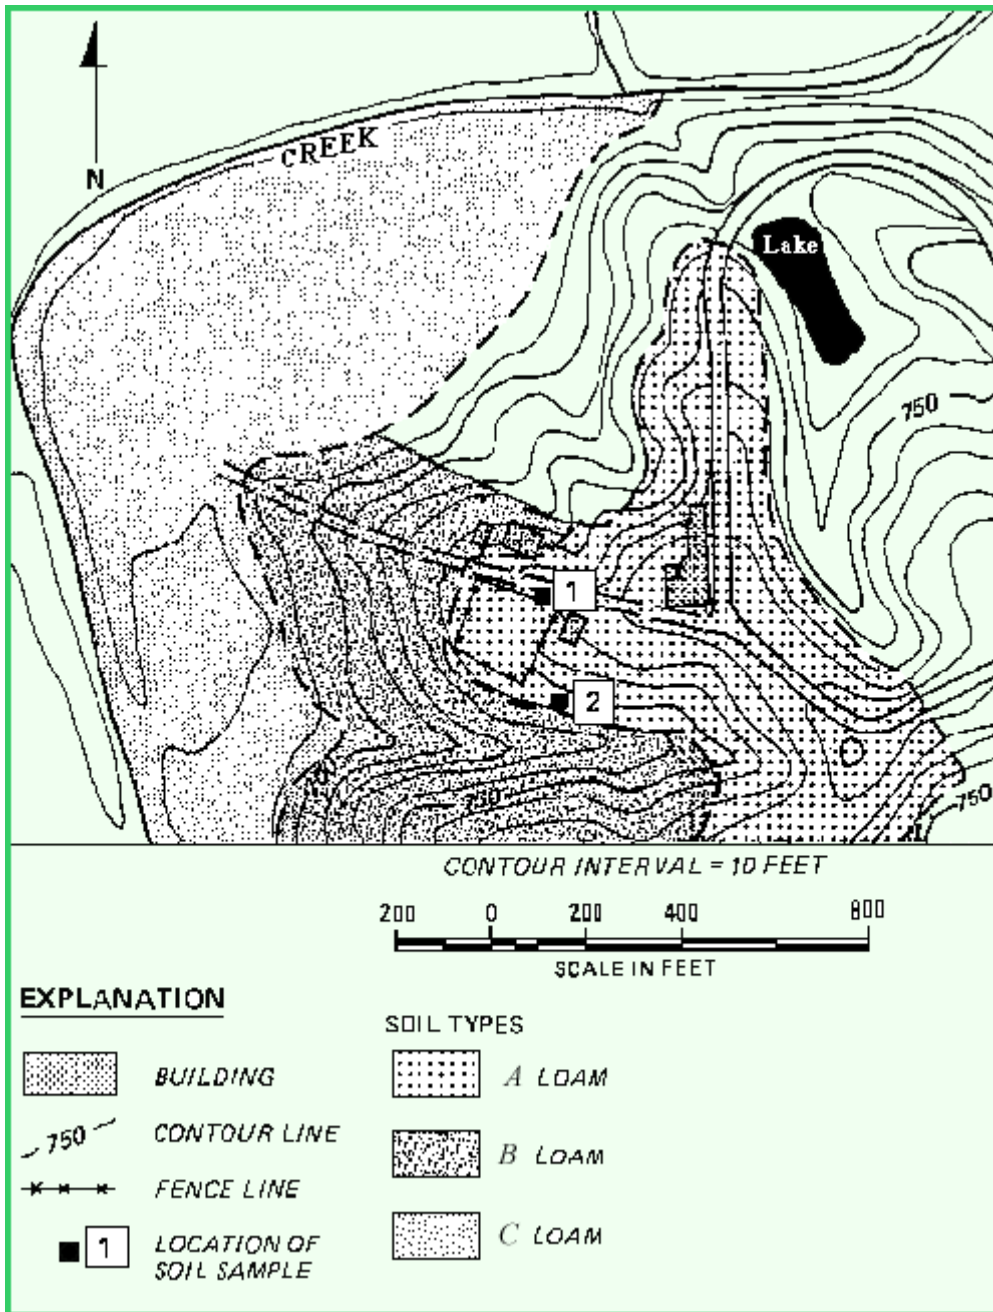 N
CREEK
Lake
750
1
2
750
750
CONTOUR INTERVAL = 10 FEET
200 0 200 400 800
SCALE IN FEET
EXPLANATION
SOIL TYPES
BUILDING
A LOAM
750
CONTOUR LINE
B LOAM
FENCE LINE
C LOAM
1
LOCATION OF
SOIL SAMPLE